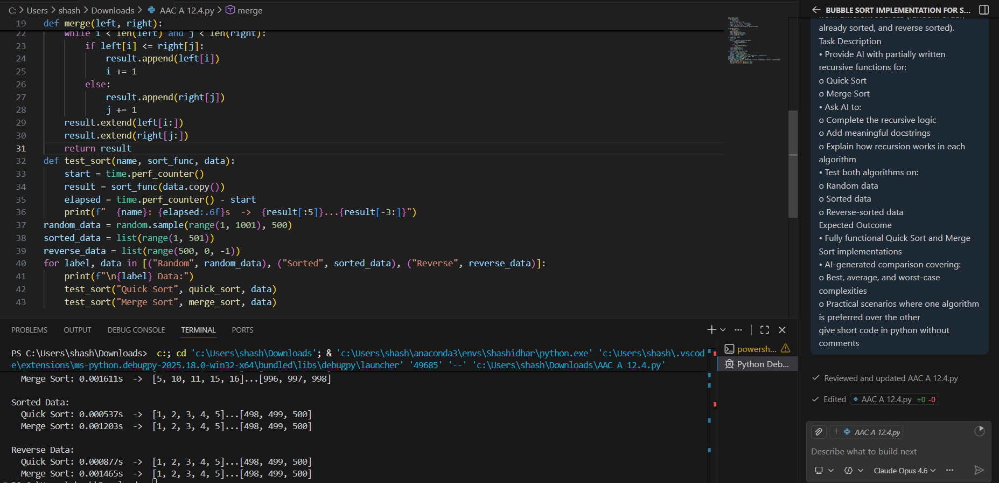 C: > Users > shash > Downloads > AAC A 12.4.py > merge
19 def merge(left, right):
22 while i < len(left) and j < len(right):
23 if left[i] <= right[j]:
24 result.append(left[i])
25 i += 1
26 else:
27 result.append(right[j])
28 j += 1
29 result.extend(left[i:])
30 result.extend(right[j:])
31 return result
32 def test_sort(name, sort_func, data):
33 start = time.perf_counter()
34 result = sort_func(data.copy())
35 elapsed = time.perf_counter() - start
36 print(f"  {name}: {elapsed:.6f}s  ->  {result[:5]}...{result[-3:]}")
37 random_data = random.sample(range(1, 1001), 500)
38 sorted_data = list(range(1, 501))
39 reverse_data = list(range(500, 0, -1))
40 for label, data in [("Random", random_data), ("Sorted", sorted_data), ("Reverse", reverse_data)]:
41 print(f"\n{label} Data:")
42 test_sort("Quick Sort", quick_sort, data)
43 test_sort("Merge Sort", merge_sort, data)
PROBLEMS OUTPUT DEBUG CONSOLE TERMINAL PORTS
PS C:\Users\shash\Downloads>  c:; cd 'c:\Users\shash\Downloads'; & 'c:\Users\shash\anaconda3\envs\Shashidhar\python.exe' 'c:\Users\shash\.vscod
e\extensions\ms-python.debugpy-2025.18.0-win32-x64\bundled\libs\debugpy\launcher' '49685' '--' 'c:\Users\shash\Downloads\AAC A 12.4.py'
Merge Sort: 0.001611s  ->  [5, 10, 11, 15, 16]...[996, 997, 998]
Sorted Data:
Quick Sort: 0.000537s  ->  [1, 2, 3, 4, 5]...[498, 499, 500]
Merge Sort: 0.001203s  ->  [1, 2, 3, 4, 5]...[498, 499, 500]
Reverse Data:
Quick Sort: 0.000877s  ->  [1, 2, 3, 4, 5]...[498, 499, 500]
Merge Sort: 0.001465s  ->  [1, 2, 3, 4, 5]...[498, 499, 500]
powersh...
Python Deb...
BUBBLE SORT IMPLEMENTATION FOR S...
from different sources (random order,
already sorted, and reverse sorted).
Task Description
• Provide AI with partially written
recursive functions for:
o Quick Sort
o Merge Sort
• Ask AI to:
o Complete the recursive logic
o Add meaningful docstrings
o Explain how recursion works in each
algorithm
• Test both algorithms on:
o Random data
o Sorted data
o Reverse-sorted data
Expected Outcome
• Fully functional Quick Sort and Merge
Sort implementations
• AI-generated comparison covering:
o Best, average, and worst-case
complexities
o Practical scenarios where one algorithm
is preferred over the other
give short code in python without
comments
Reviewed and updated AAC A 12.4.py
Edited AAC A 12.4.py +0 -0
AAC A 12.4.py
Describe what to build next
Claude Opus 4.6